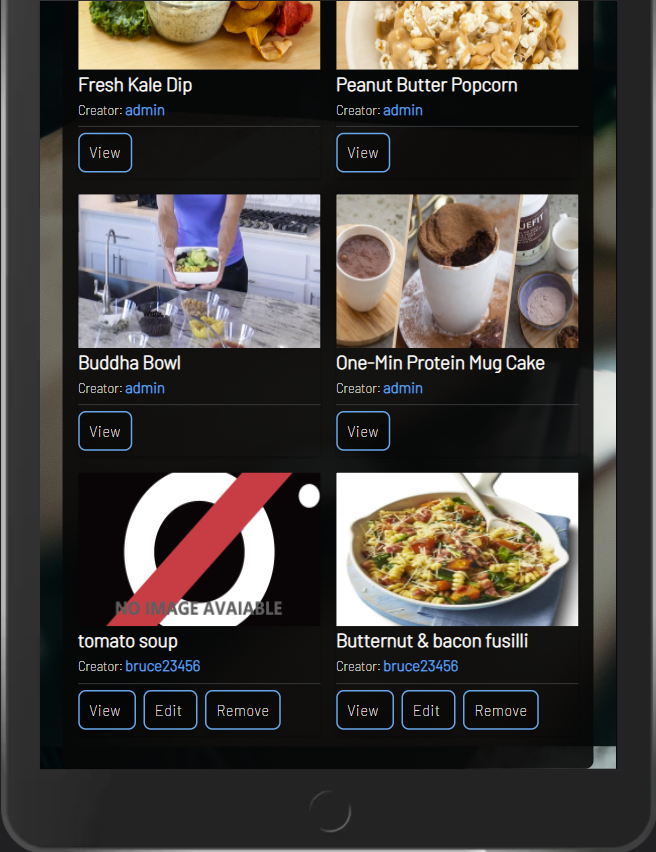 Fresh Kale Dip
Peanut Butter Popcorn
Creator: admin
Creator: admin
View
View
UEFIT
Buddha Bowl
One-Min Protein Mug Cake
Creator: admin
Creator: admin
View
View
NO IMAGE AVAIABLE
tomato soup
Butternut & bacon fusilli
Creator: bruce23456
Creator: bruce23456
View Edit Remove
View Edit Remove